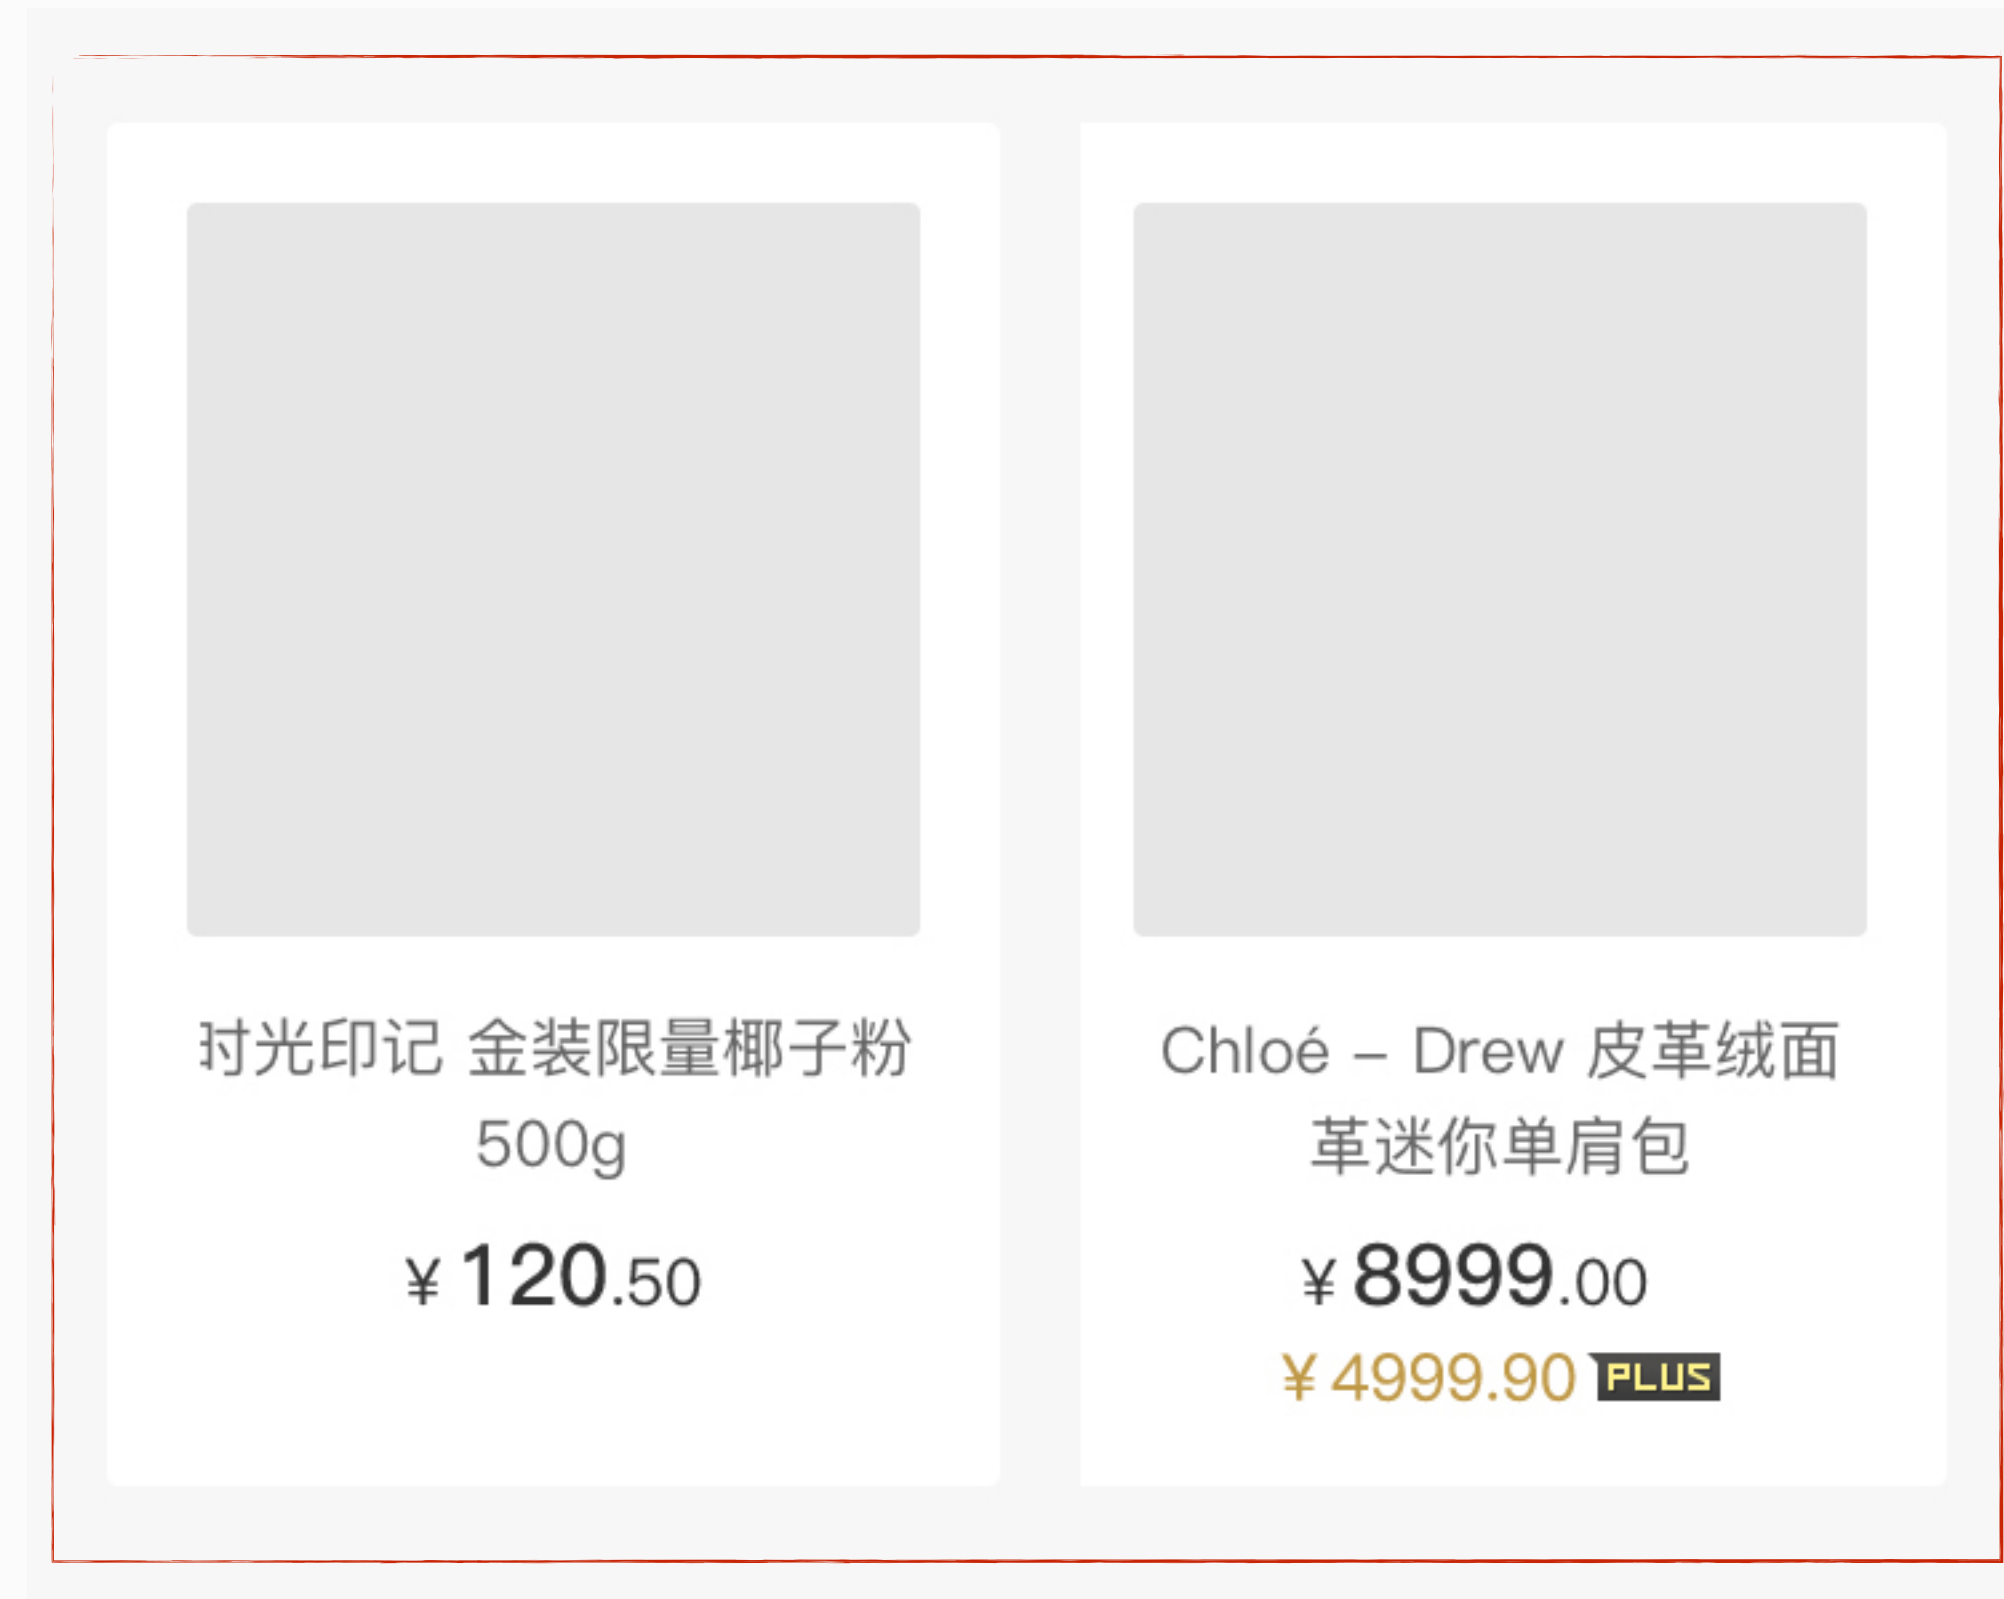 时光印记 金装限量椰子粉
500g
¥120.50
Chloé – Drew 皮革绒面
革迷你单肩包
¥8999.00
¥4999.90 PLUS